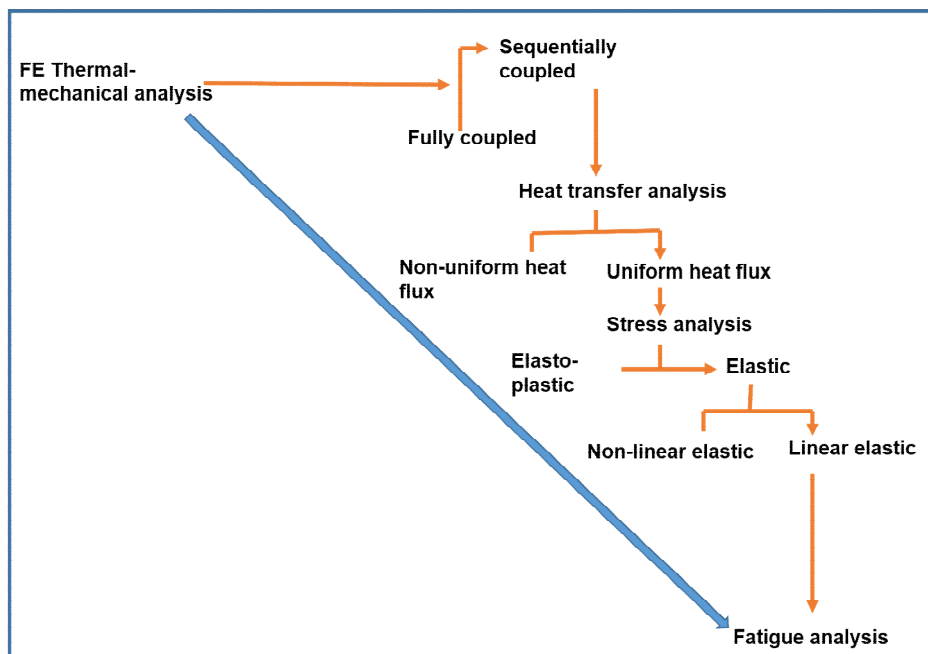 Sequentially
coupled
FE Thermal-
mechanical analysis
Fully coupled
Heat transfer analysis
Non-uniform heat
flux
Uniform heat flux
Stress analysis
Elasto-
plastic
Elastic
Non-linear elastic
Linear elastic
Fatigue analysis